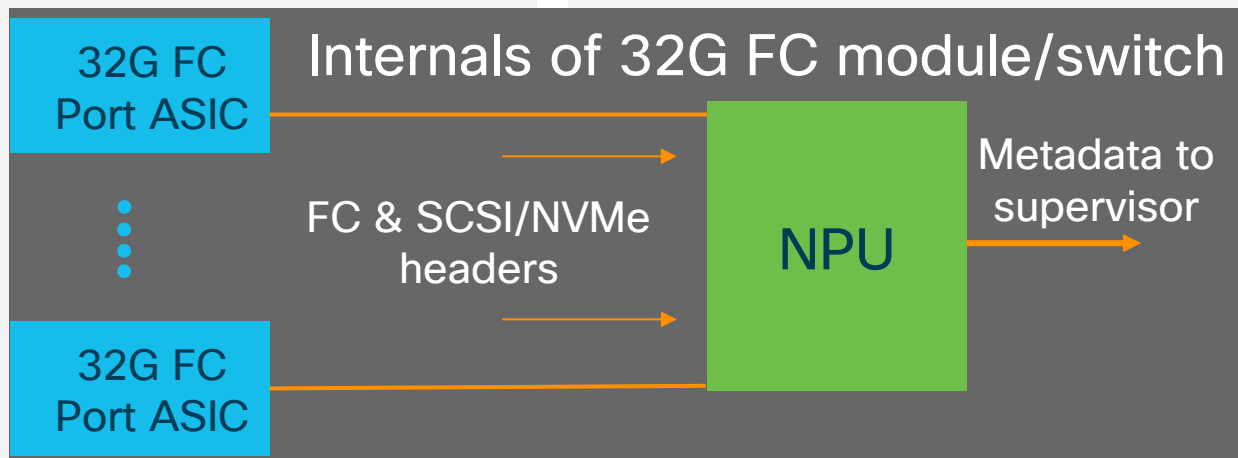 32G FC
Port ASIC
Internals of 32G FC module/switch
FC & SCSI/NVMe
headers
NPU
Metadata to
supervisor
32G FC
Port ASIC